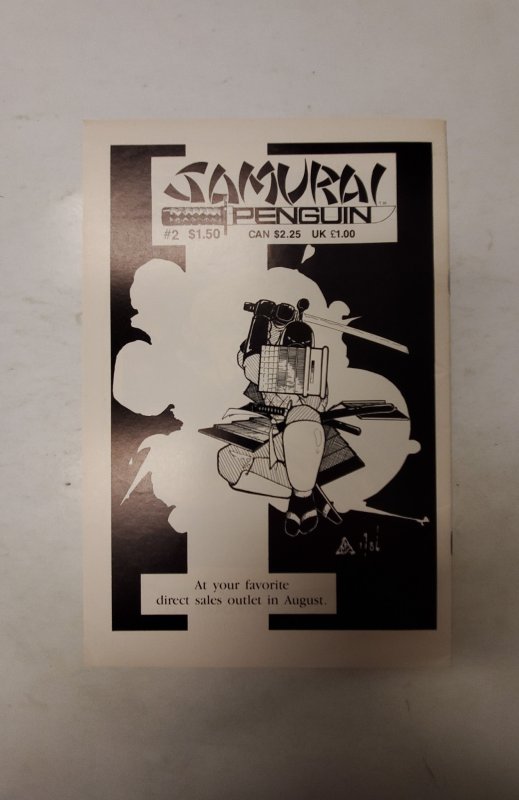 SAMURAI
PENGUIN
#2 $1.50 CAN $2.25 UK £1.00
At your favorite
direct sales outlet in August.